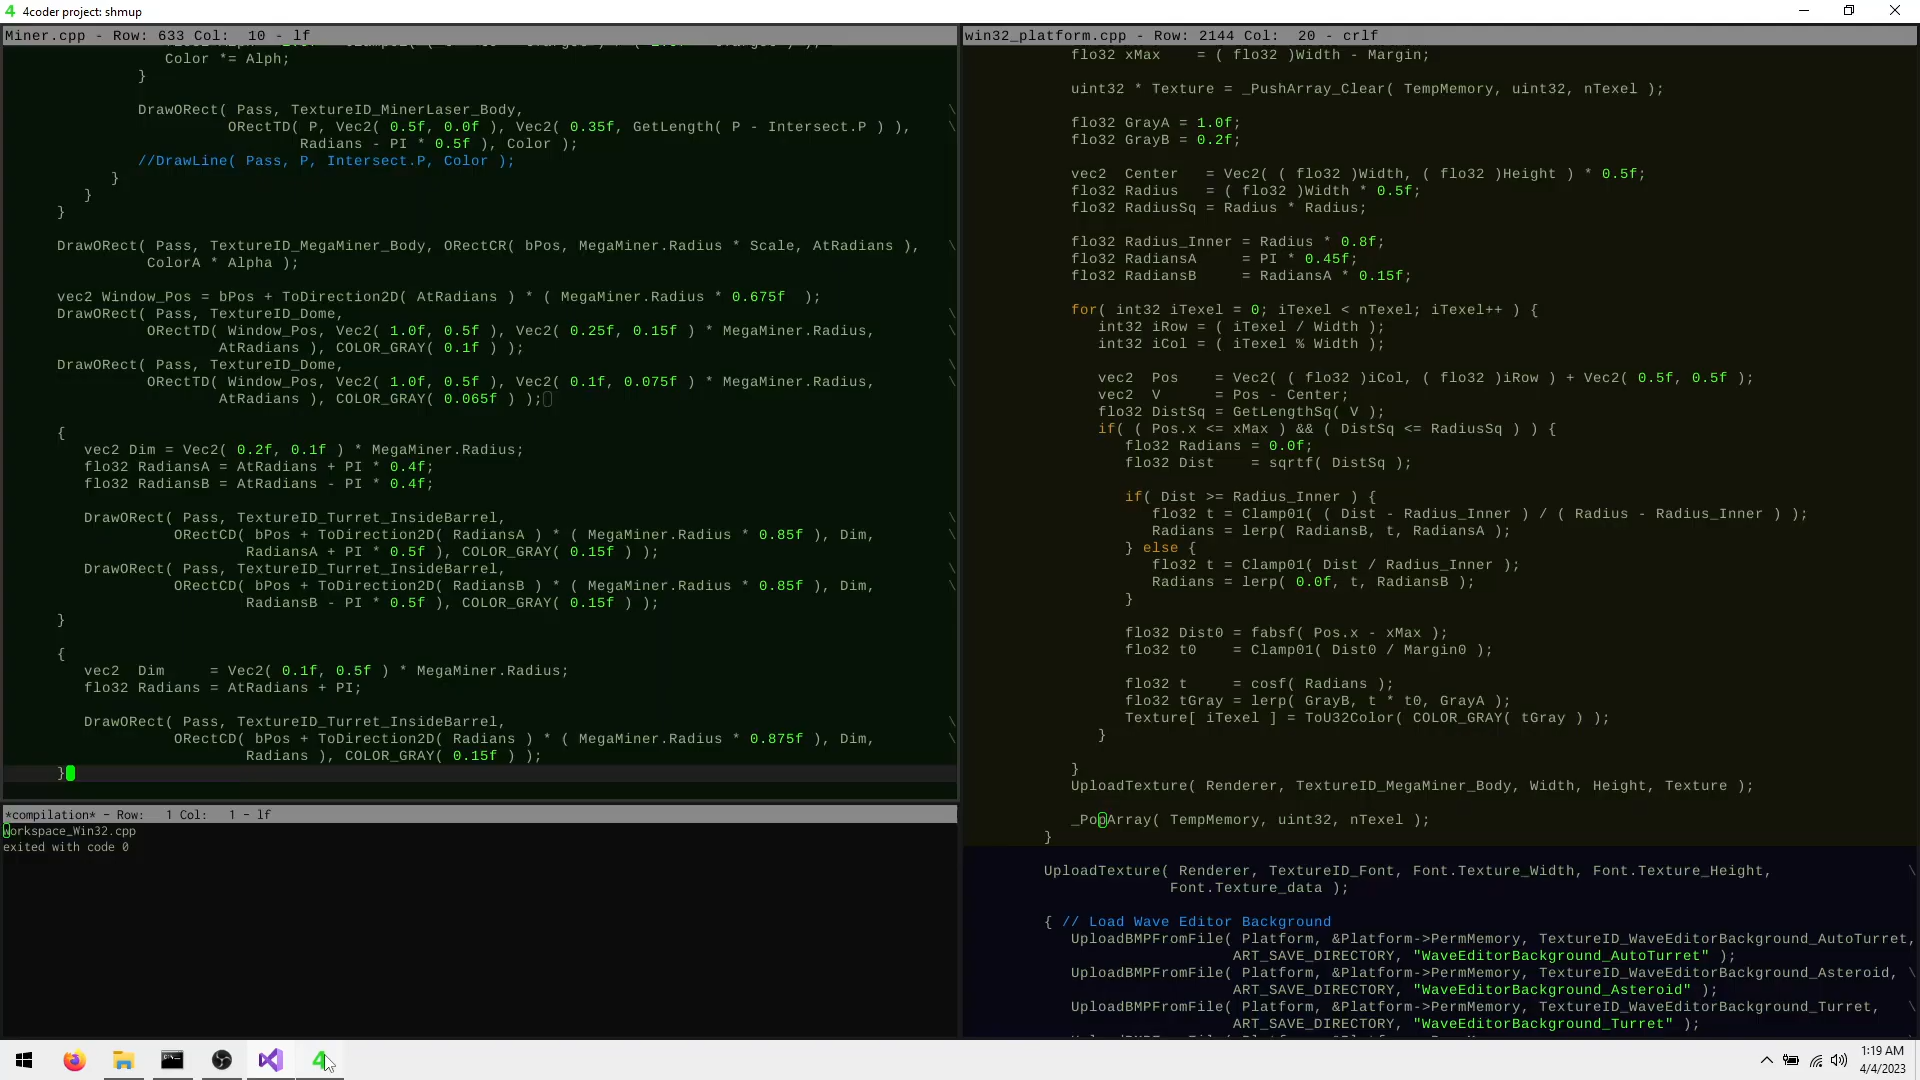 4 4coder project: shmup
Miner.cpp - Row: 633 Col:  10 - lf
Color *= Alph;
}
DrawORect( Pass, TextureID_MinerLaser_Body, \
ORectTD( P, Vec2( 0.5f, 0.0f ), Vec2( 0.35f, GetLength( P - Intersect.P ) ), \
Radians - PI * 0.5f ), Color );
//DrawLine( Pass, P, Intersect.P, Color );
}
}
}
DrawORect( Pass, TextureID_MegaMiner_Body, ORectCR( bPos, MegaMiner.Radius * Scale, AtRadians ), \
ColorA * Alpha );
vec2 Window_Pos = bPos + ToDirection2D( AtRadians ) * ( MegaMiner.Radius * 0.675f  );
DrawORect( Pass, TextureID_Dome, \
ORectTD( Window_Pos, Vec2( 1.0f, 0.5f ), Vec2( 0.25f, 0.15f ) * MegaMiner.Radius, \
AtRadians ), COLOR_GRAY( 0.1f ) );
DrawORect( Pass, TextureID_Dome, \
ORectTD( Window_Pos, Vec2( 1.0f, 0.5f ), Vec2( 0.1f, 0.075f ) * MegaMiner.Radius, \
AtRadians ), COLOR_GRAY( 0.065f ) );
{
vec2 Dim = Vec2( 0.2f, 0.1f ) * MegaMiner.Radius;
flo32 RadiansA = AtRadians + PI * 0.4f;
flo32 RadiansB = AtRadians - PI * 0.4f;
DrawORect( Pass, TextureID_Turret_InsideBarrel, \
ORectCD( bPos + ToDirection2D( RadiansA ) * ( MegaMiner.Radius * 0.85f ), Dim, \
RadiansA + PI * 0.5f ), COLOR_GRAY( 0.15f ) );
DrawORect( Pass, TextureID_Turret_InsideBarrel, \
ORectCD( bPos + ToDirection2D( RadiansB ) * ( MegaMiner.Radius * 0.85f ), Dim, \
RadiansB - PI * 0.5f ), COLOR_GRAY( 0.15f ) );
}
{
vec2  Dim     = Vec2( 0.1f, 0.5f ) * MegaMiner.Radius;
flo32 Radians = AtRadians + PI;
DrawORect( Pass, TextureID_Turret_InsideBarrel, \
ORectCD( bPos + ToDirection2D( Radians ) * ( MegaMiner.Radius * 0.875f ), Dim, \
Radians ), COLOR_GRAY( 0.15f ) );
}
*compilation* - Row:   1 Col:   1 - lf
workspace_Win32.cpp
exited with code 0
win32_platform.cpp - Row: 2144 Col:  20 - crlf
flo32 xMax    = ( flo32 )Width - Margin;
uint32 * Texture = _PushArray_Clear( TempMemory, uint32, nTexel );
flo32 GrayA = 1.0f;
flo32 GrayB = 0.2f;
vec2  Center   = Vec2( ( flo32 )Width, ( flo32 )Height ) * 0.5f;
flo32 Radius   = ( flo32 )Width * 0.5f;
flo32 RadiusSq = Radius * Radius;
flo32 Radius_Inner = Radius * 0.8f;
flo32 RadiansA     = PI * 0.45f;
flo32 RadiansB     = RadiansA * 0.15f;
for( int32 iTexel = 0; iTexel < nTexel; iTexel++ ) {
int32 iRow = ( iTexel / Width );
int32 iCol = ( iTexel % Width );
vec2  Pos    = Vec2( ( flo32 )iCol, ( flo32 )iRow ) + Vec2( 0.5f, 0.5f );
vec2  V      = Pos - Center;
flo32 DistSq = GetLengthSq( V );
if( ( Pos.x <= xMax ) && ( DistSq <= RadiusSq ) ) {
flo32 Radians = 0.0f;
flo32 Dist    = sqrtf( DistSq );
if( Dist >= Radius_Inner ) {
flo32 t = Clamp01( ( Dist - Radius_Inner ) / ( Radius - Radius_Inner ) );
Radians = lerp( RadiansB, t, RadiansA );
} else {
flo32 t = Clamp01( Dist / Radius_Inner );
Radians = lerp( 0.0f, t, RadiansB );
}
flo32 Dist0 = fabsf( Pos.x - xMax );
flo32 t0    = Clamp01( Dist0 / Margin0 );
flo32 t     = cosf( Radians );
flo32 tGray = lerp( GrayB, t * t0, GrayA );
Texture[ iTexel ] = ToU32Color( COLOR_GRAY( tGray ) );
}
}
UploadTexture( Renderer, TextureID_MegaMiner_Body, Width, Height, Texture );
_PopArray( TempMemory, uint32, nTexel );
}
UploadTexture( Renderer, TextureID_Font, Font.Texture_Width, Font.Texture_Height, \
Font.Texture_data );
{ // Load Wave Editor Background
UploadBMPFromFile( Platform, &Platform->PermMemory, TextureID_WaveEditorBackground_AutoTurret, \
ART_SAVE_DIRECTORY, "WaveEditorBackground_AutoTurret" );
UploadBMPFromFile( Platform, &Platform->PermMemory, TextureID_WaveEditorBackground_Asteroid, \
ART_SAVE_DIRECTORY, "WaveEditorBackground_Asteroid" );
UploadBMPFromFile( Platform, &Platform->PermMemory, TextureID_WaveEditorBackground_Turret, \
ART_SAVE_DIRECTORY, "WaveEditorBackground_Turret" );
4
1:19 AM
4/4/2023